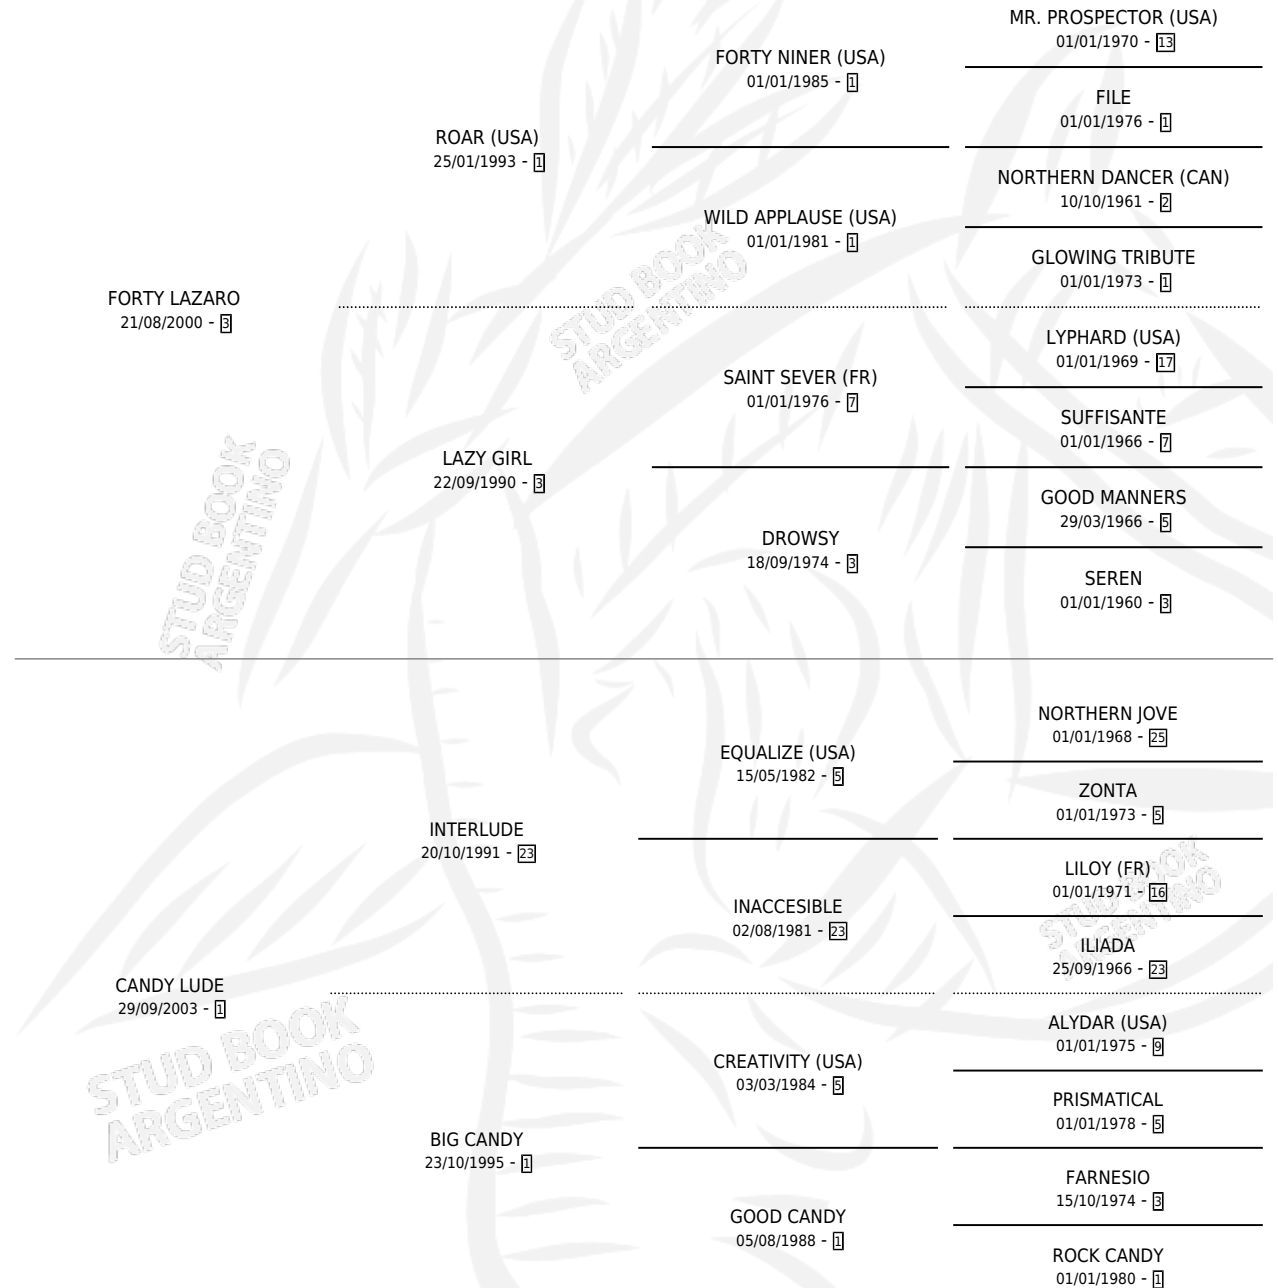 MR. PROSPECTOR (USA)
01/01/1970 - 13
FORTY NINER (USA)
01/01/1985 - 1
FILE
01/01/1976 - 1
ROAR (USA)
25/01/1993 - 1
NORTHERN DANCER (CAN)
10/10/1961 - 2
WILD APPLAUSE (USA)
01/01/1981 - 1
GLOWING TRIBUTE
01/01/1973 - 1
FORTY LAZARO
21/08/2000 - 3
LYPHARD (USA)
01/01/1969 - 17
SAINT SEVER (FR)
01/01/1976 - 7
SUFFISANTE
01/01/1966 - 7
LAZY GIRL
22/09/1990 - 3
GOOD MANNERS
29/03/1966 - 5
DROWSY
18/09/1974 - 3
SEREN
01/01/1960 - 3
NORTHERN JOVE
01/01/1968 - 25
EQUALIZE (USA)
15/05/1982 - 5
ZONTA
01/01/1973 - 5
INTERLUDE
20/10/1991 - 23
LILOY (FR)
01/01/1971 - 16
INACCESIBLE
02/08/1981 - 23
ILIADA
25/09/1966 - 23
CANDY LUDE
29/09/2003 - 1
ALYDAR (USA)
01/01/1975 - 9
CREATIVITY (USA)
03/03/1984 - 5
PRISMATICAL
01/01/1978 - 5
BIG CANDY
23/10/1995 - 1
FARNESIO
15/10/1974 - 3
GOOD CANDY
05/08/1988 - 1
ROCK CANDY
01/01/1980 - 1
STUD BOOK
ARGENTINO
STUD BOOK
ARGENTINO
STUD BOOK
ARGENTINO
STUD BOOK
ARGENTINO